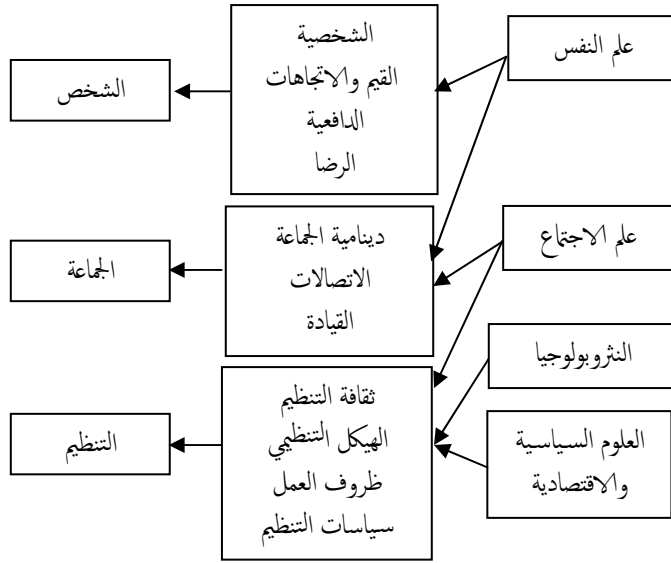 علم النفس
الشخصية
القيم والاتجاهات
الدافعية
الرضا
الشخص
علم الاجتماع
دينامية الجماعة
الاتصالات
القيادة
الجماعة
النثروبولوجيا
العلوم السياسية
والاقتصادية
ثقافة التنظيم
الهيكل التنظيمي
ظروف العمل
سياسات التنظيم
التنظيم